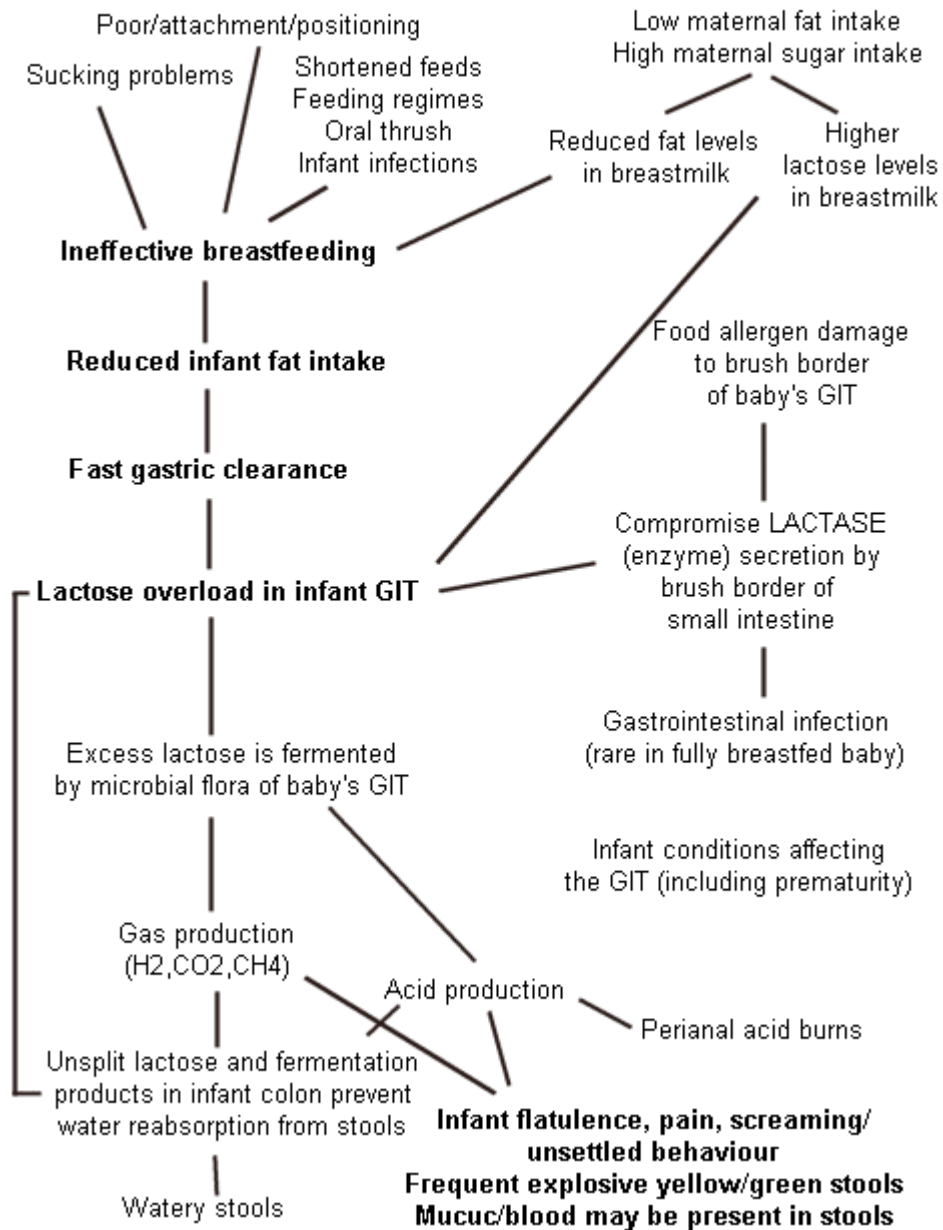 Poor/attachment/positioning
Sucking problems
Shortened feeds
Feeding regimes
Oral thrush
Infant infections
Low maternal fat intake
High maternal sugar intake
Reduced fat levels
in breastmilk
Higher
lactose levels
in breastmilk
Ineffective breastfeeding
Reduced infant fat intake
Food allergen damage
to brush border
of baby's GIT
Fast gastric clearance
Compromise LACTASE
(enzyme) secretion by
brush border of
small intestine
Lactose overload in infant GIT
Gastrointestinal infection
(rare in fully breastfed baby)
Excess lactose is fermented
by microbial flora of baby's GIT
Infant conditions affecting
the GIT (including prematurity)
Gas production
(H2,CO2,CH4)
Acid production
Perianal acid burns
Unsplit lactose and fermentation
products in infant colon prevent
water reabsorption from stools
Infant flatulence, pain, screaming/
unsettled behaviour
Frequent explosive yellow/green stools
Mucuc/blood may be present in stools
Watery stools